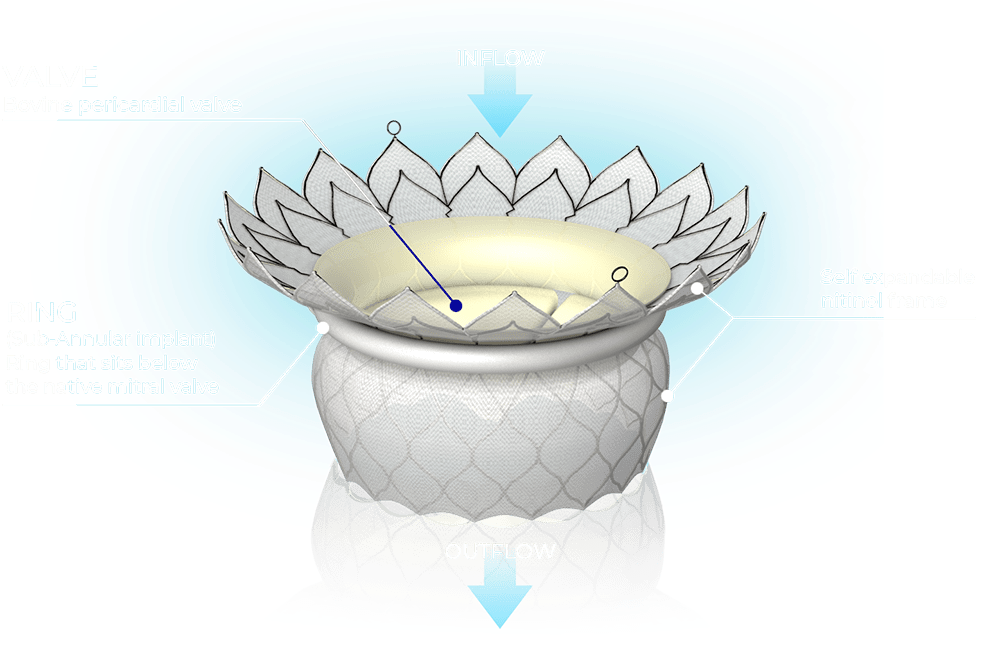 INFLOW
VALVE
Bovine pericardial valve
Self expandable
nitinol frame
RING
(Sub-Annular Implant)
Ring that sits below
the native mitral valve
OUTFLOW